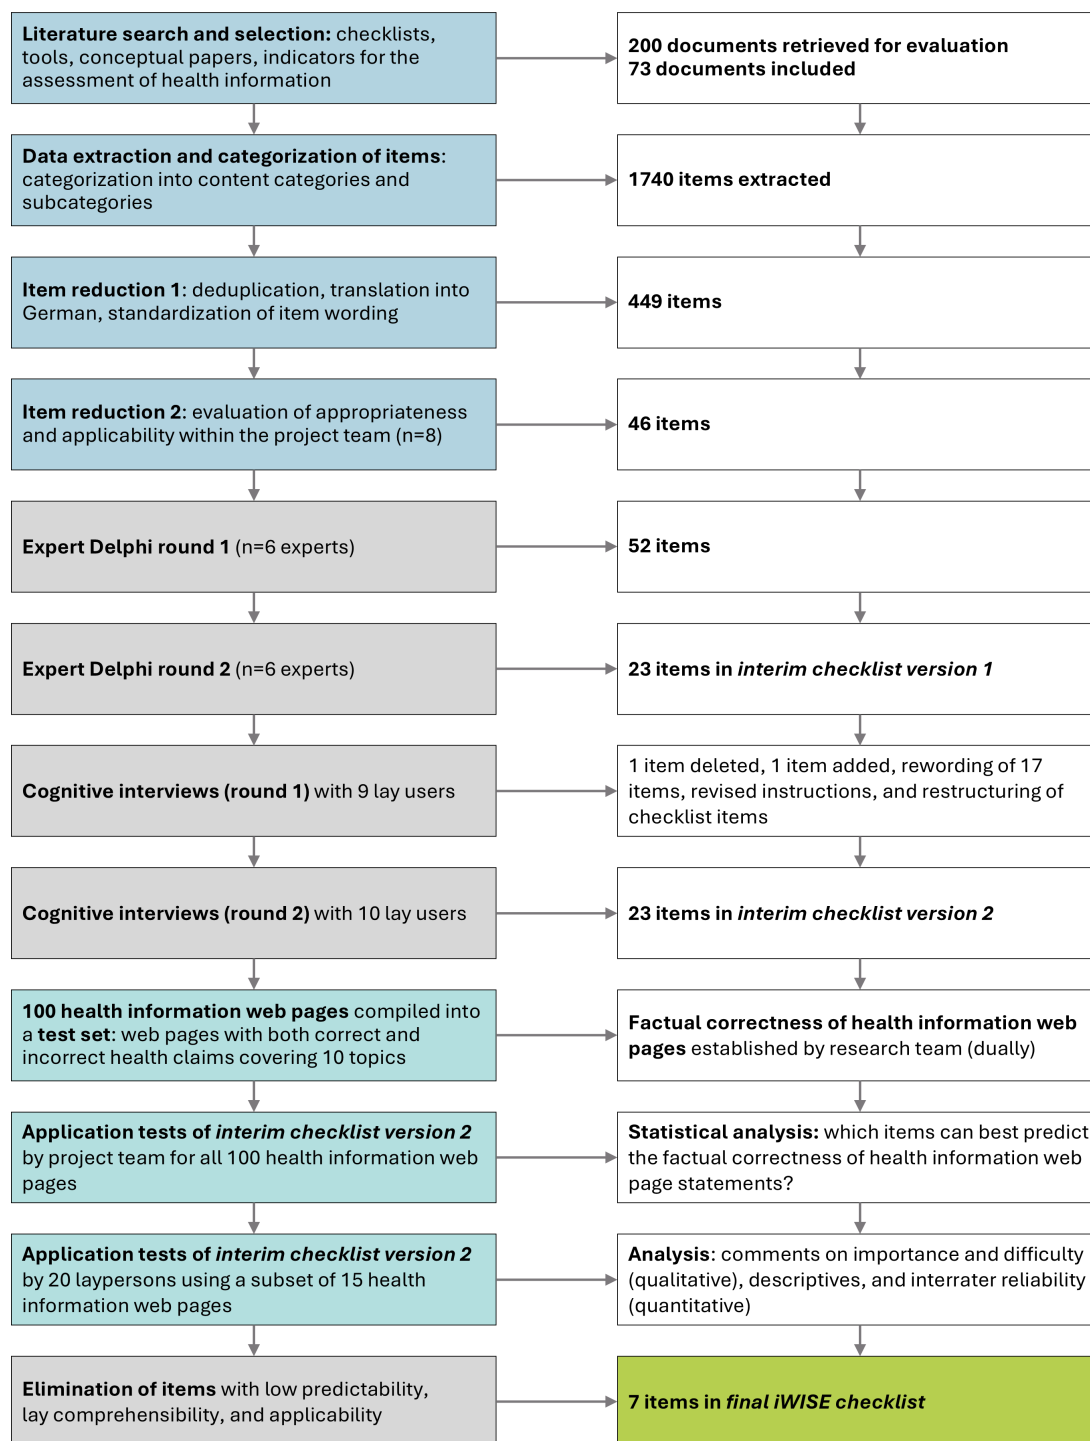 Literature search and selection: checklists,
tools, conceptual papers, indicators for the
assessment of health information
200 documents retrieved for evaluation
73 documents included
Data extraction and categorization of items:
categorization into content categories and
subcategories
1740 items extracted
Item reduction 1: deduplication, translation into
German, standardization of item wording
449 items
Item reduction 2: evaluation of appropriateness
and applicability within the project team (n=8)
46 items
Expert Delphi round 1 (n=6 experts)
52 items
Expert Delphi round 2 (n=6 experts)
23 items in interim checklist version 1
Cognitive interviews (round 1) with 9 lay users
1 item deleted, 1 item added, rewording of 17
items, revised instructions, and restructuring of
checklist items
Cognitive interviews (round 2) with 10 lay users
23 items in interim checklist version 2
100 health information web pages compiled into
a test set: web pages with both correct and
incorrect health claims covering 10 topics
Factual correctness of health information web
pages established by research team (dually)
Application tests of interim checklist version 2
by project team for all 100 health information web
pages
Statistical analysis: which items can best predict
the factual correctness of health information web
page statements?
Application tests of interim checklist version 2
by 20 laypersons using a subset of 15 health
information web pages
Analysis: comments on importance and difficulty
(qualitative), descriptives, and interrater reliability
(quantitative)
Elimination of items with low predictability,
lay comprehensibility, and applicability
7 items in final iWISE checklist